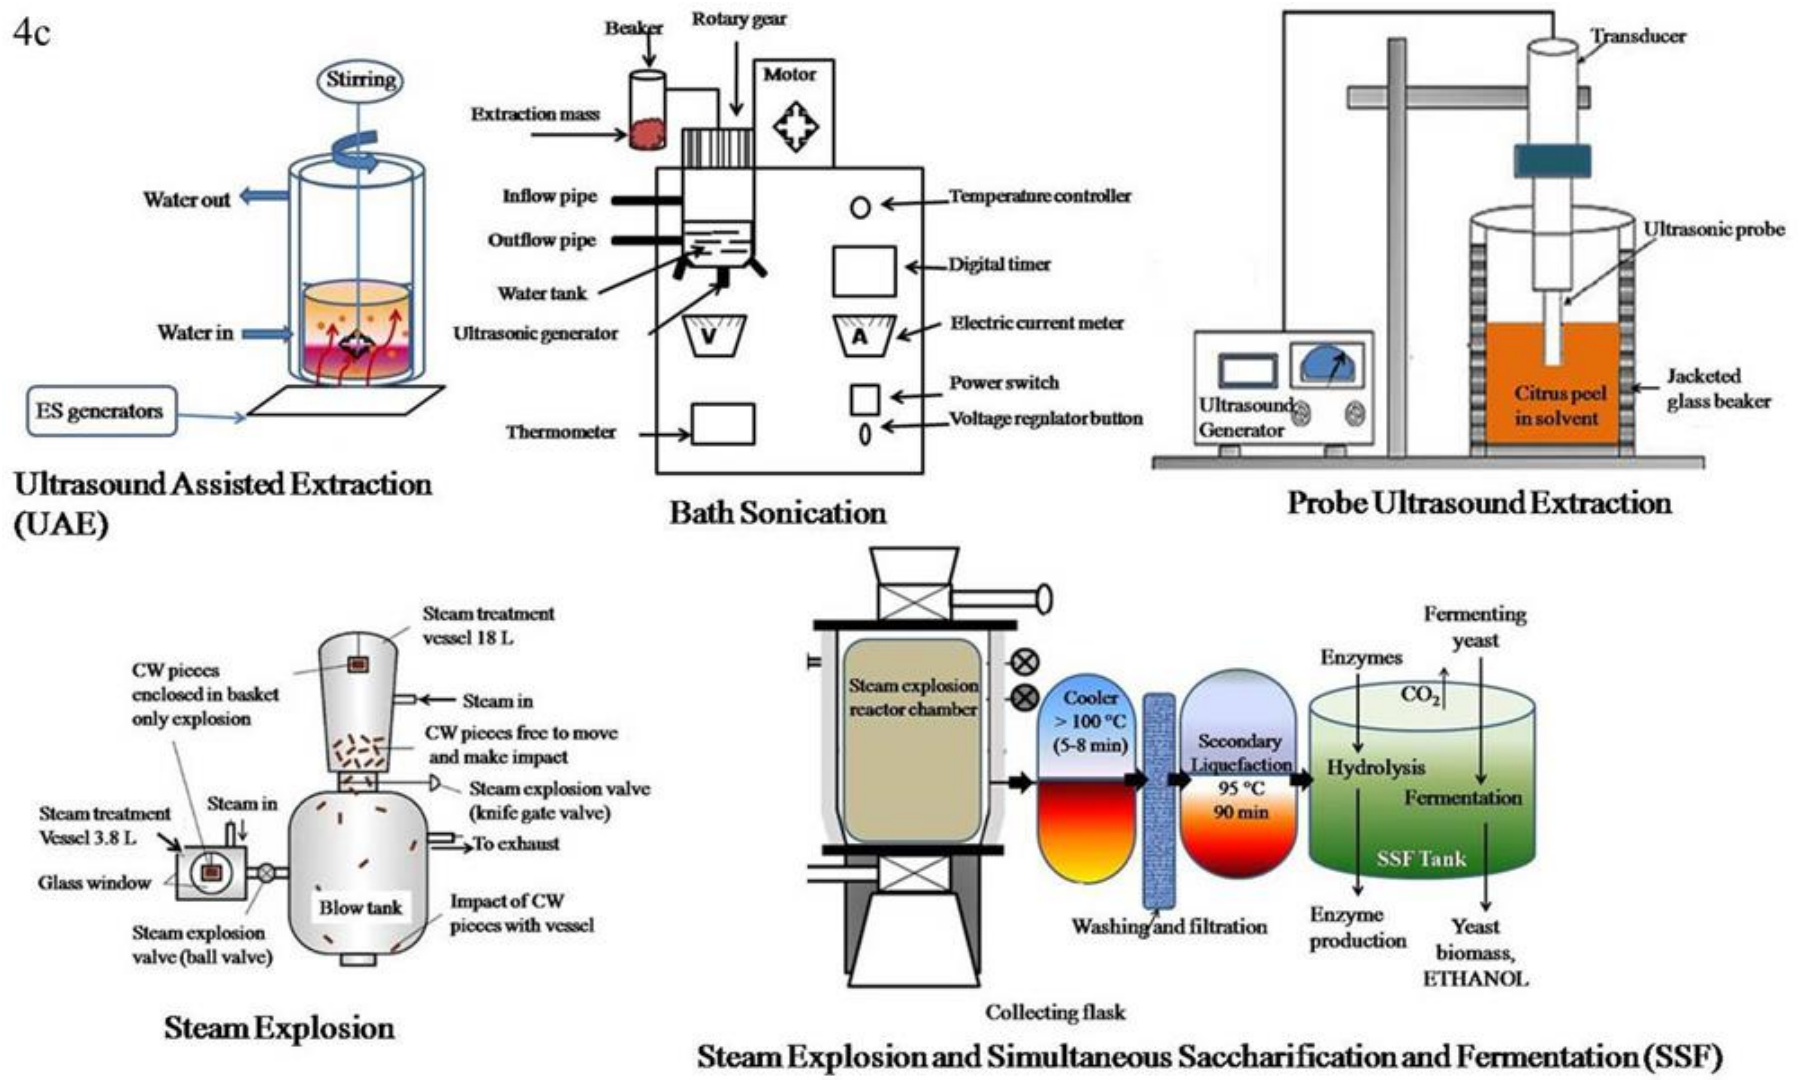 4c
Stirring
Water out
Water in
ES generators
Ultrasound Assisted Extraction
(UAE)
Beaker
Rotary gear
Motor
Extraction mass
Inflow pipe
Outflow pipe
Water tank
Ultrasonic generator
V
Thermometer
Temperature controller
Digital timer
Electric current meter
A
Power switch
Voltage regulator button
Bath Sonication
Transducer
Ultrasonic probe
Jacketed
glass beaker
Citrus peel
in solvent
Ultrasound
Generator
Probe Ultrasound Extraction
Steam treatment
vessel 18 L
CW pieces
enclosed in basket
only explosion
Steam in
CW pieces free to move
and make impact
Steam explosion valve
(knife gate valve)
Steam in
Steam treatment
Vessel 3.8 L
To exhaust
Glass window
Blow tank
Impact of CW
pieces with vessel
Steam explosion
valve (ball valve)
Steam Explosion
Steam explosion
reactor chamber
Cooler
> 100 °C
(5-8 min)
Secondary
Liquefaction
95 °C
90 min
Washing and filtration
Fermenting
yeast
Enzymes
CO2
Hydrolysis
Fermentation
SSF Tank
Enzyme
production
Yeast
biomass,
ETHANOL
Collecting flask
Steam Explosion and Simultaneous Saccharification and Fermentation (SSF)